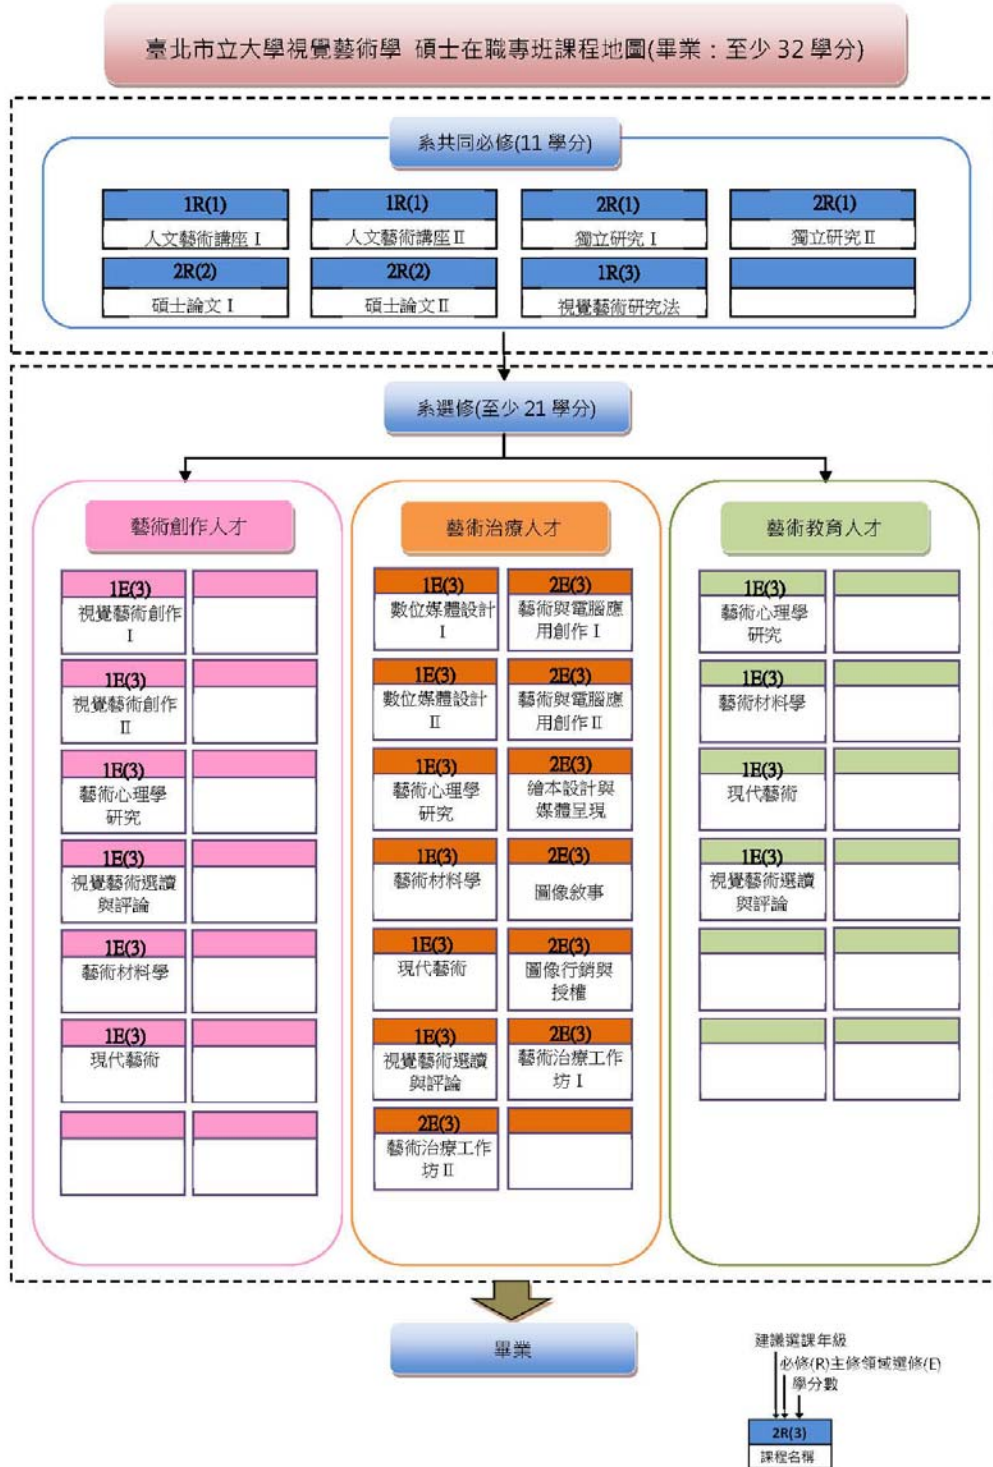 臺北市立大學視覺藝術學 碩士在職專班課程地圖(畢業：至少 32 學分)
系共同必修(11 學分)
1R(1)
人文藝術講座 I
1R(1)
人文藝術講座 II
2R(1)
獨立研究 I
2R(1)
獨立研究 II
2R(2)
碩士論文 I
2R(2)
碩士論文 II
1R(3)
視覺藝術研究法
系選修(至少 21 學分)
藝術創作人才
1E(3)
視覺藝術創作
I
1E(3)
視覺藝術創作
II
1E(3)
藝術心理學
研究
1E(3)
視覺藝術選讀
與評論
1E(3)
藝術材料學
1E(3)
現代藝術
藝術治療人才
1E(3)
數位媒體設計
I
2E(3)
藝術與電腦應
用創作 I
1E(3)
數位媒體設計
II
2E(3)
藝術與電腦應
用創作 II
1E(3)
藝術心理學
研究
2E(3)
繪本設計與
媒體呈現
1E(3)
藝術材料學
2E(3)
圖像敘事
1E(3)
現代藝術
2E(3)
圖像行銷與
授權
1E(3)
視覺藝術選讀
與評論
2E(3)
藝術治療工作
坊 I
2E(3)
藝術治療工作
坊 II
藝術教育人才
1E(3)
藝術心理學
研究
1E(3)
藝術材料學
1E(3)
現代藝術
1E(3)
視覺藝術選讀
與評論
畢業
建議選課年級
必修(R)主修領域選修(E)
學分數
2R(3)
課程名稱